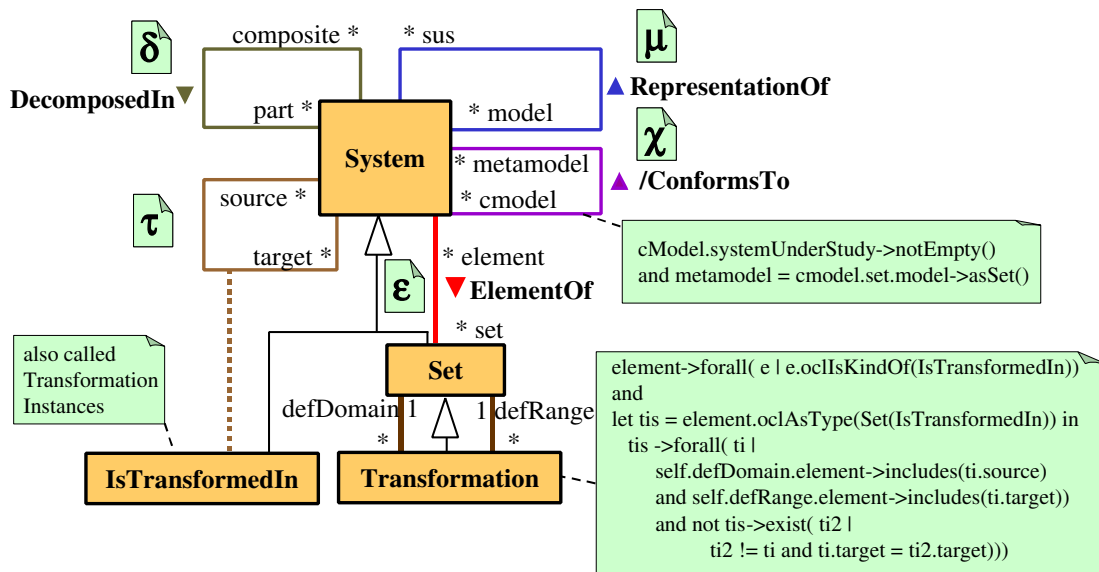 δ
composite *
* sus
μ
DecomposedIn
RepresentationOf
part *
* model
χ
System
* metamodel
/ConformsTo
* cmodel
τ
source *
target *
cModel.systemUnderStudy->notEmpty()
and metamodel = cmodel.set.model->asSet()
* element
ε
ElementOf
* set
also called
Transformation
Instances
Set
defDomain 1
1 defRange
*
*
IsTransformedIn
Transformation
element->forall( e | e.oclIsKindOf(IsTransformedIn))
and
let tis = element.oclAsType(Set(IsTransformedIn)) in
tis ->forall( ti |
self.defDomain.element->includes(ti.source)
and self.defRange.element->includes(ti.target))
and not tis->exist( ti2 |
ti2 != ti and ti.target = ti2.target)))